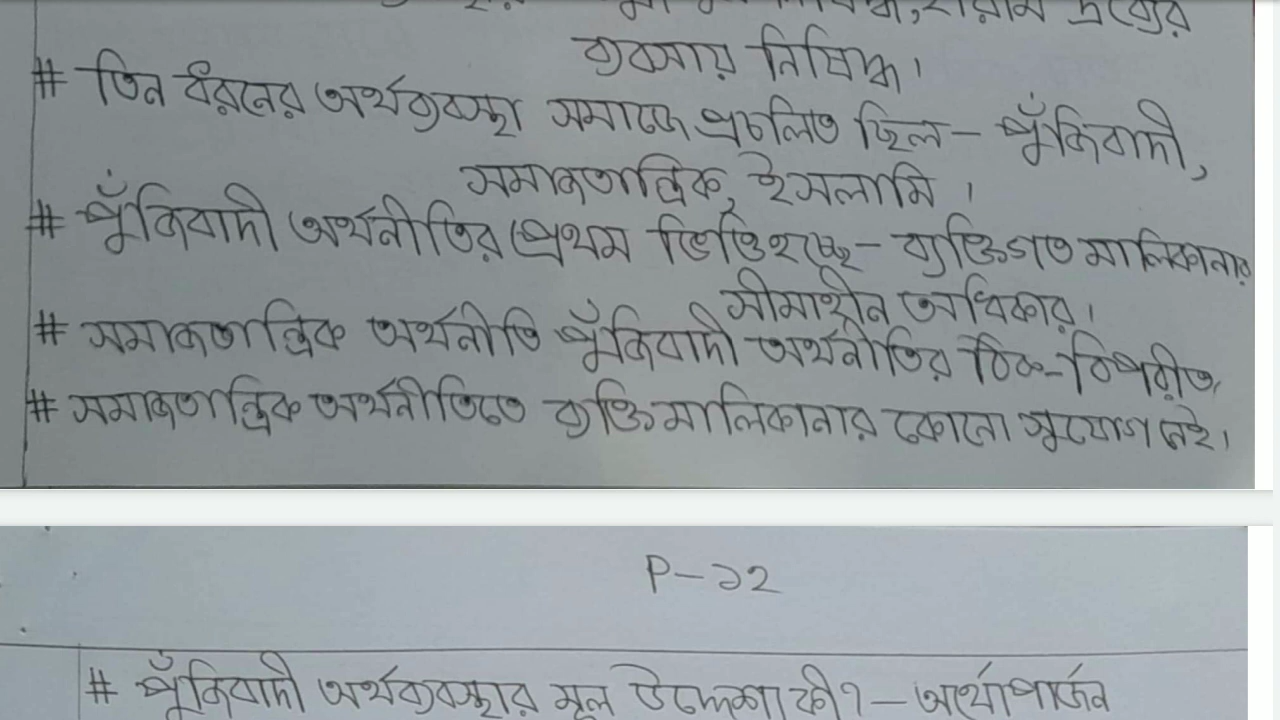 হারাম দ্রব্যের
ব্যবসায় নিষিদ্ধ।
# তিন ধরনের অর্থব্যবস্থা সমাজে প্রচলিত ছিল – পুঁজিবাদী,
সমাজতান্ত্রিক, ইসলামি ।
# পুঁজিবাদী অর্থনীতির প্রথম ভিত্তি হচ্ছে – ব্যক্তিগত মালিকানার
সীমাহীন অধিকার।
# সমাজতান্ত্রিক অর্থনীতি পুঁজিবাদী অর্থনীতির ঠিক-বিপরীত,
# সমাজতান্ত্রিক অর্থনীতিতে ব্যক্তিমালিকানার কোনো সুযোগ নেই।
P-১২
# পুঁজিবাদী অর্থব্যবস্থার মূল উদ্দেশ্য কী? – অর্থোপার্জন